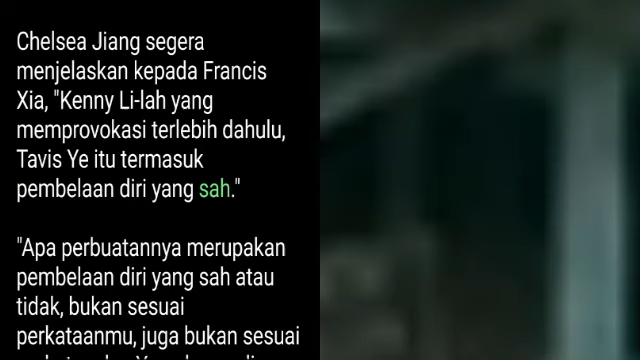 Chelsea Jiang segera
menjelaskan kepada Francis
Xia, "Kenny Li-lah yang
memprovokasi terlebih dahulu,
Tavis Ye itu termasuk
pembelaan diri yang sah."
"Apa perbuatannya merupakan
pembelaan diri yang sah atau
tidak, bukan sesuai
perkataanmu, juga bukan sesuai